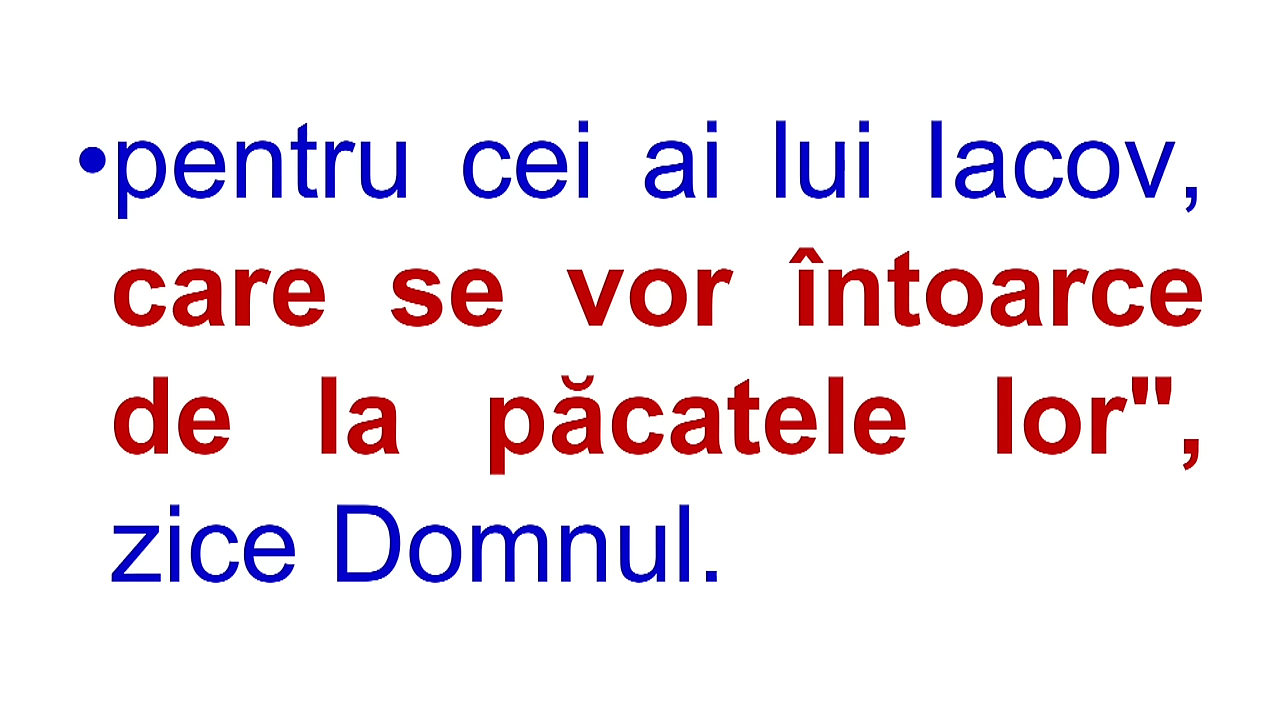 •pentru cei ai lui Iacov,
care se vor întoarce
de la păcatele lor",
zice Domnul.